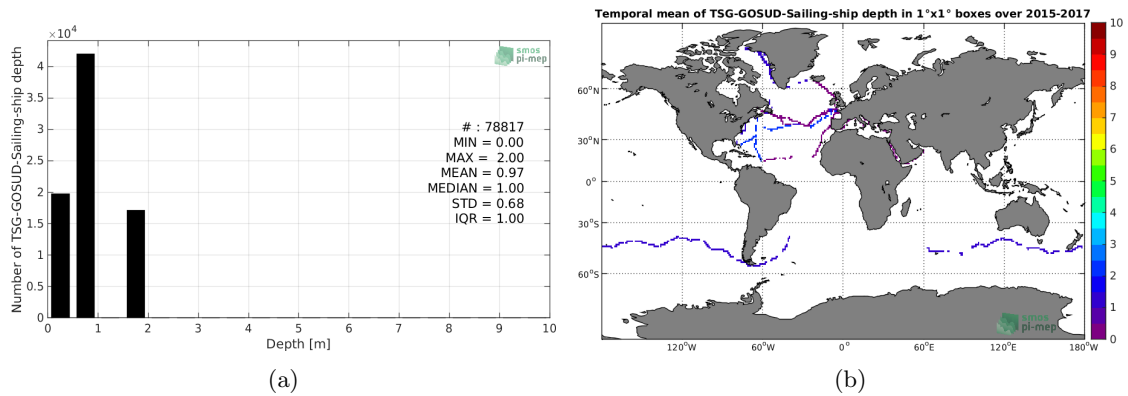 ×10⁴
Number of TSG-GOSUD-Sailing-ship depth
4.5
4
3.5
3
2.5
2
1.5
1
0.5
0
smos
pi-mep
# : 78817
MIN = 0.00
MAX = 2.00
MEAN = 0.97
MEDIAN = 1.00
STD = 0.68
IQR = 1.00
0 1 2 3 4 5 6 7 8 9 10
Depth [m]
(a)
Temporal mean of TSG-GOSUD-Sailing-ship depth in 1°x1° boxes over 2015-2017
60°N
30°N
15°N
0°
30°S
60°S
120°W 60°W 0° 60°E 120°E 180°W
smos
pi-mep
10
9
8
7
6
5
4
3
2
1
0
(b)